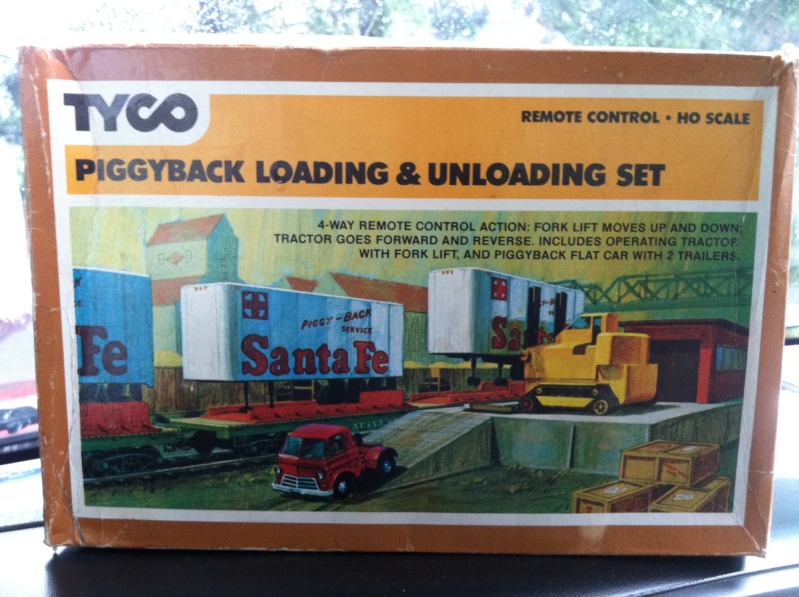 TYCO
REMOTE CONTROL • HO SCALE
PIGGYBACK LOADING & UNLOADING SET
4-WAY REMOTE CONTROL ACTION: FORK LIFT MOVES UP AND DOWN;
TRACTOR GOES FORWARD AND REVERSE. INCLUDES OPERATING TRACTOR
WITH FORK LIFT, AND PIGGYBACK FLAT CAR WITH 2 TRAILERS.
Fe
PIGGY-BACK
SERVICE
Santa Fe
Sa